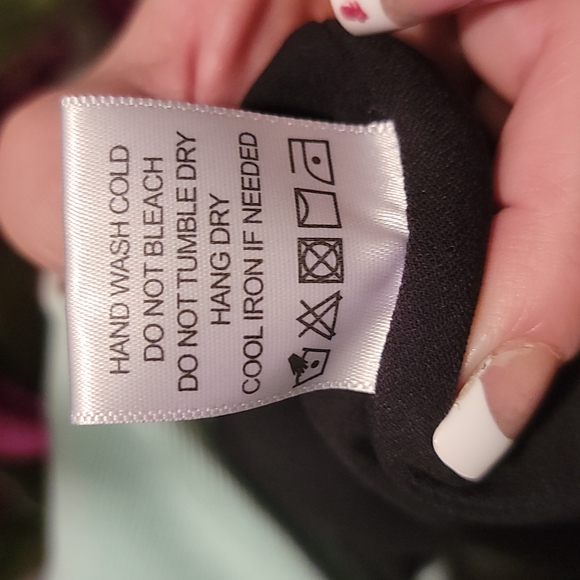 HAND WASH COLD
DO NOT BLEACH
DO NOT TUMBLE DRY
HANG DRY
COOL IRON IF NEEDED